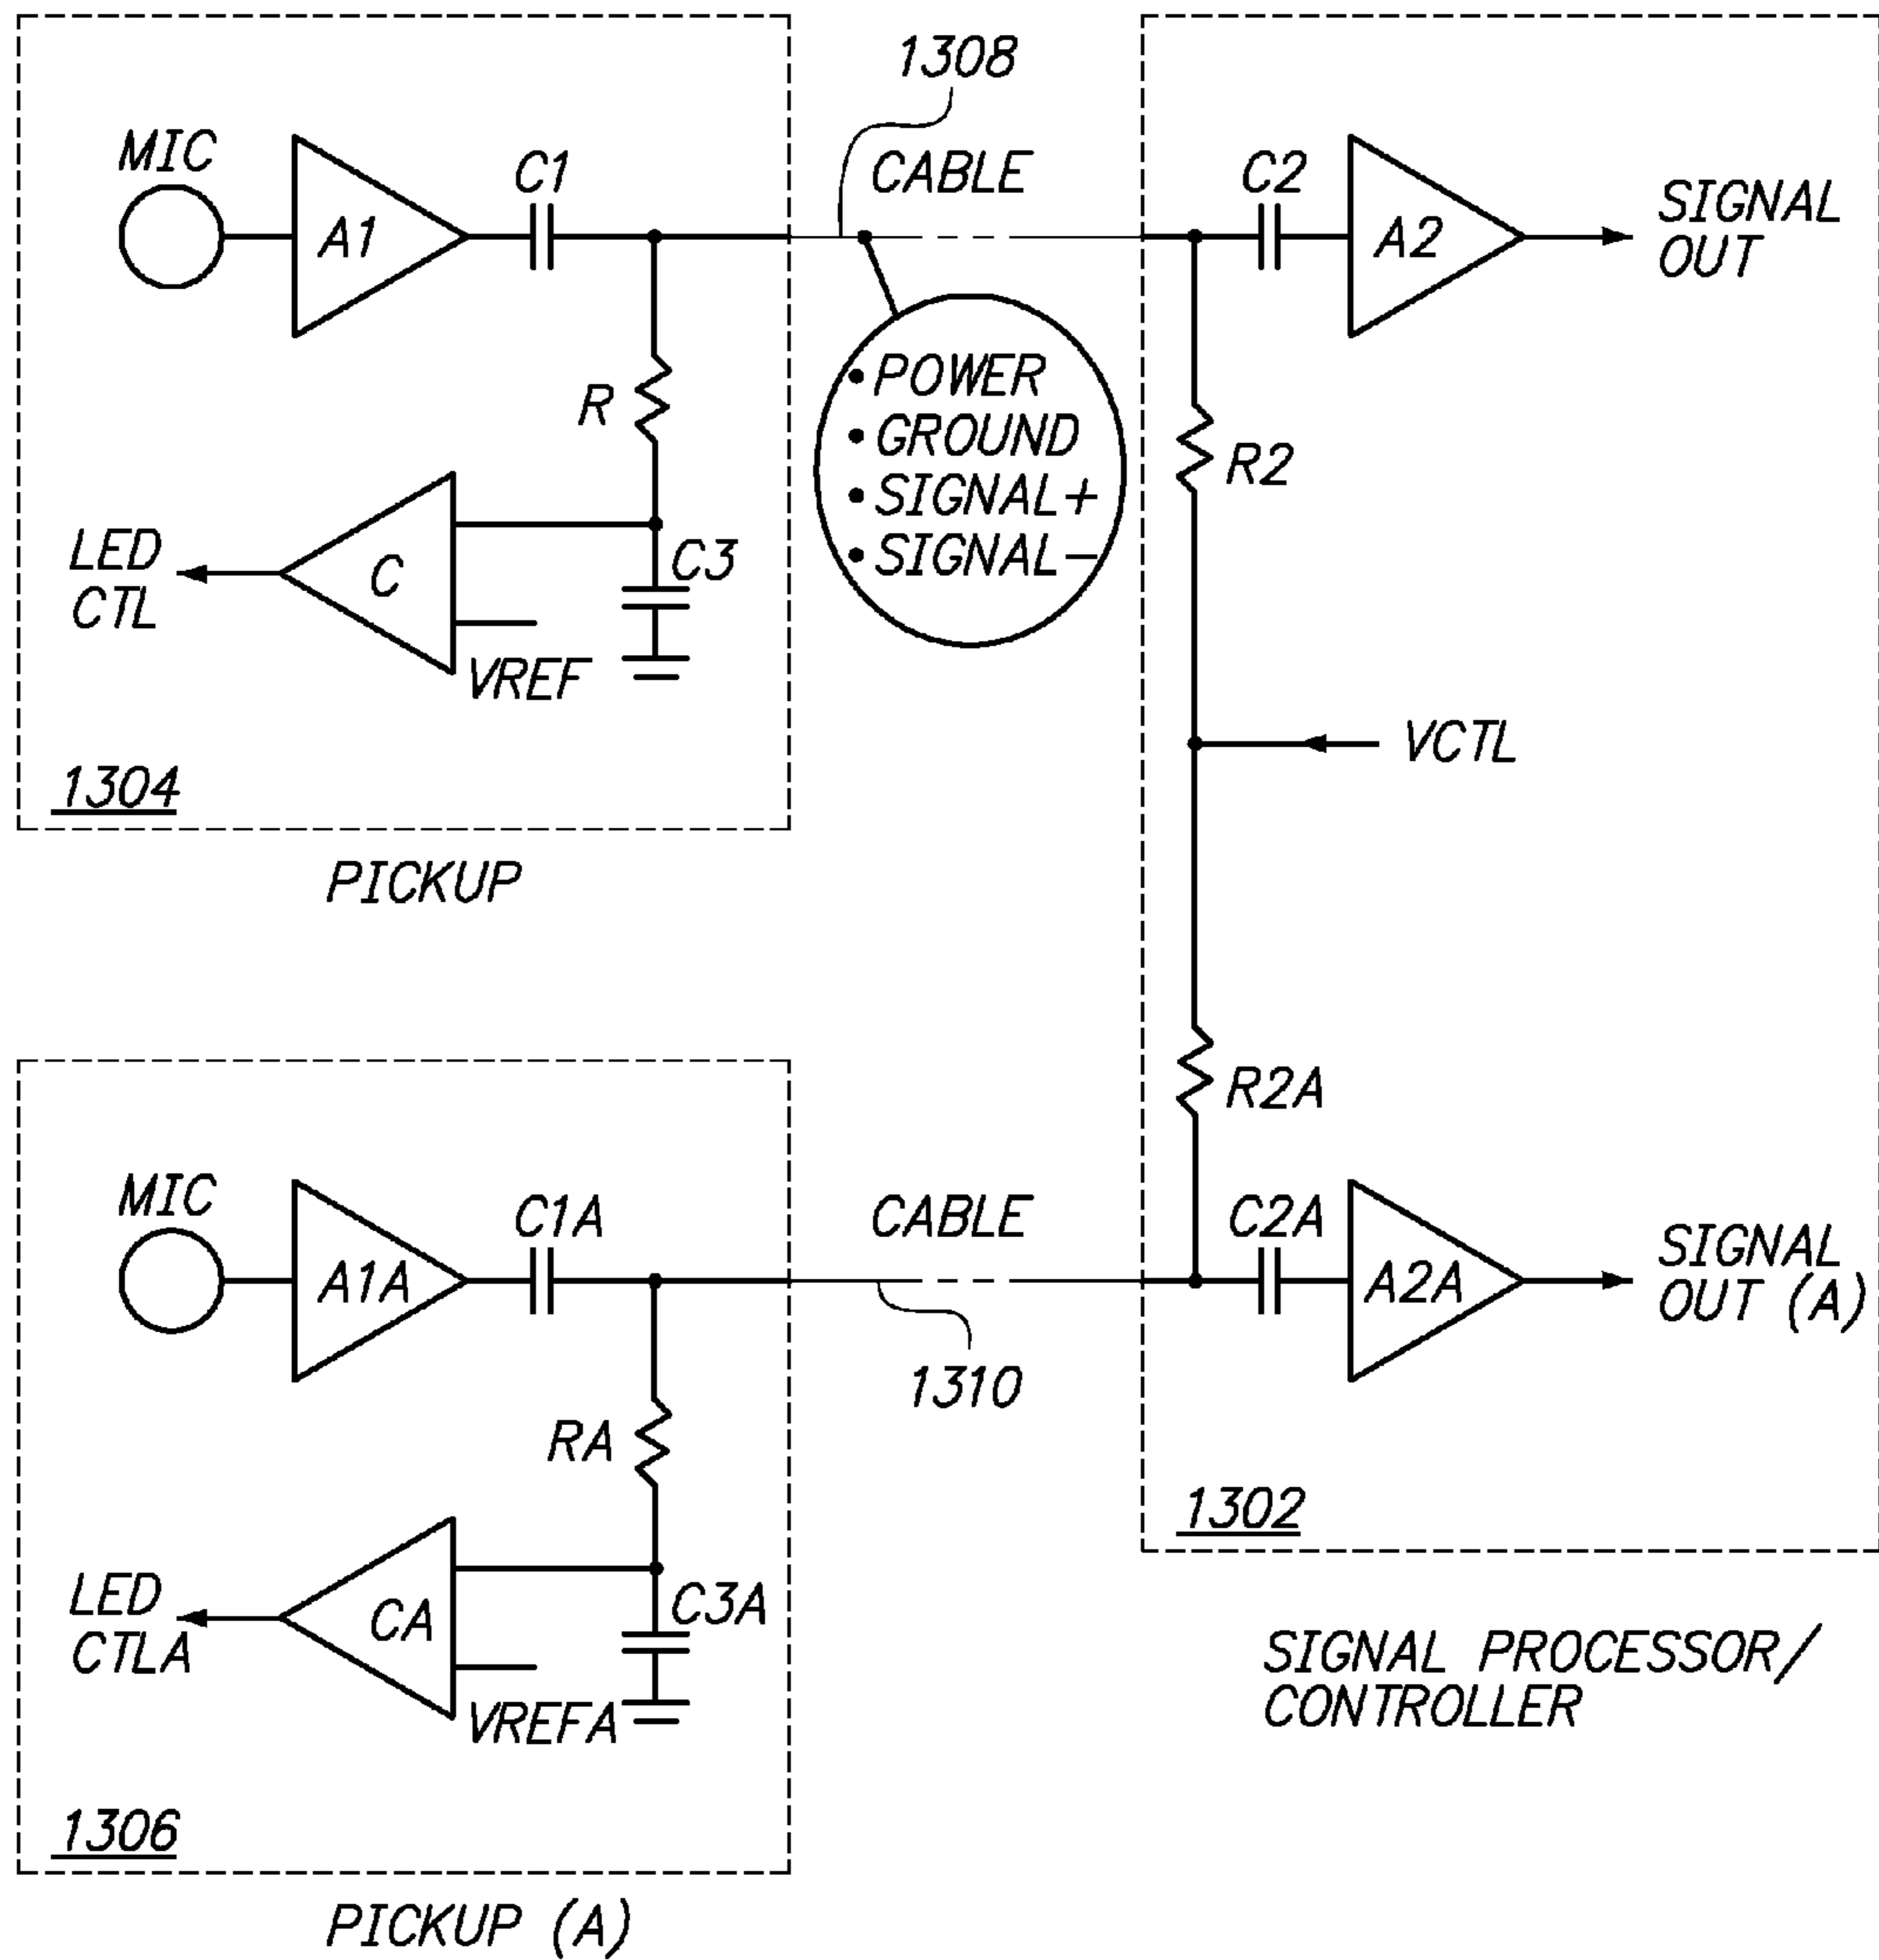 1308
MIC
C1
CABLE
C2
A1
A2
SIGNAL
OUT
R
• POWER
• GROUND
• SIGNAL+
• SIGNAL-
R2
LED
CTL
C
C3
VREF
VCTL
1304
PICKUP
R2A
MIC
C1A
CABLE
C2A
A1A
A2A
SIGNAL
OUT (A)
1310
RA
1302
LED
CTLA
CA
C3A
VREFA
SIGNAL PROCESSOR/
CONTROLLER
1306
PICKUP (A)